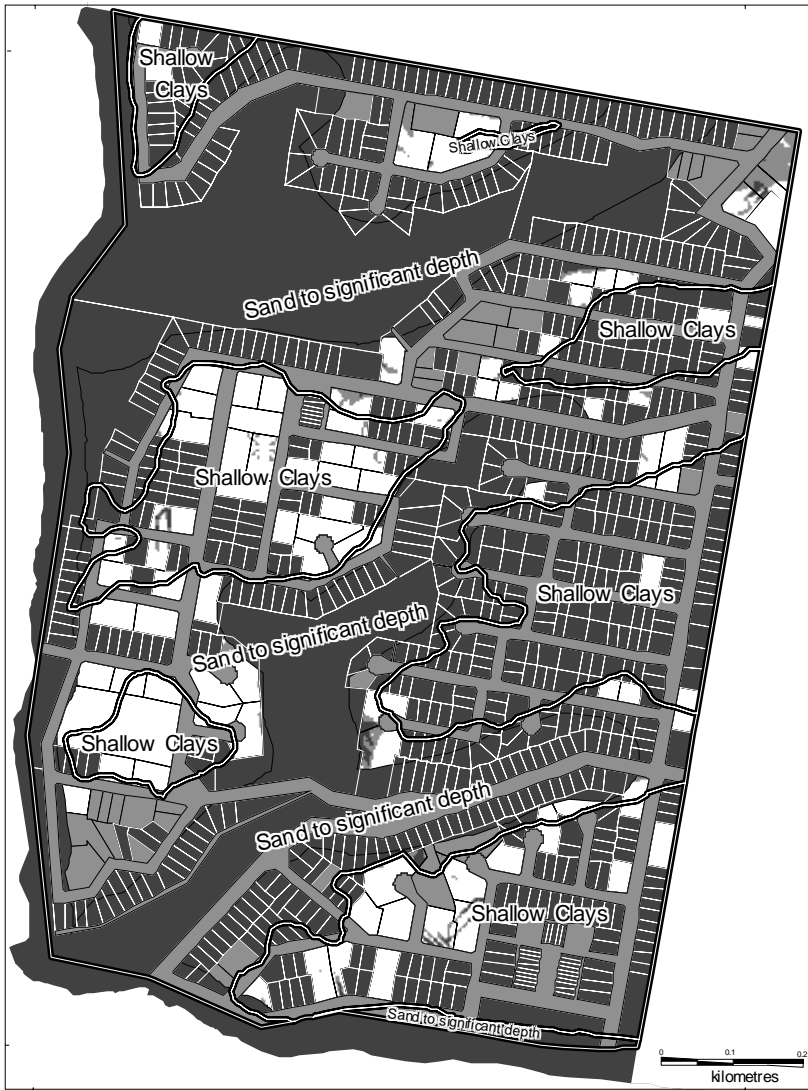 Shallow
Clays
Shallow Clays
Sand to significant depth
Shallow Clays
Shallow Clays
Shallow Clays
Sand to significant depth
Shallow Clays
Sand to significant depth
Shallow Clays
Sand to significant depth
0 0.1 0.2
kilometres